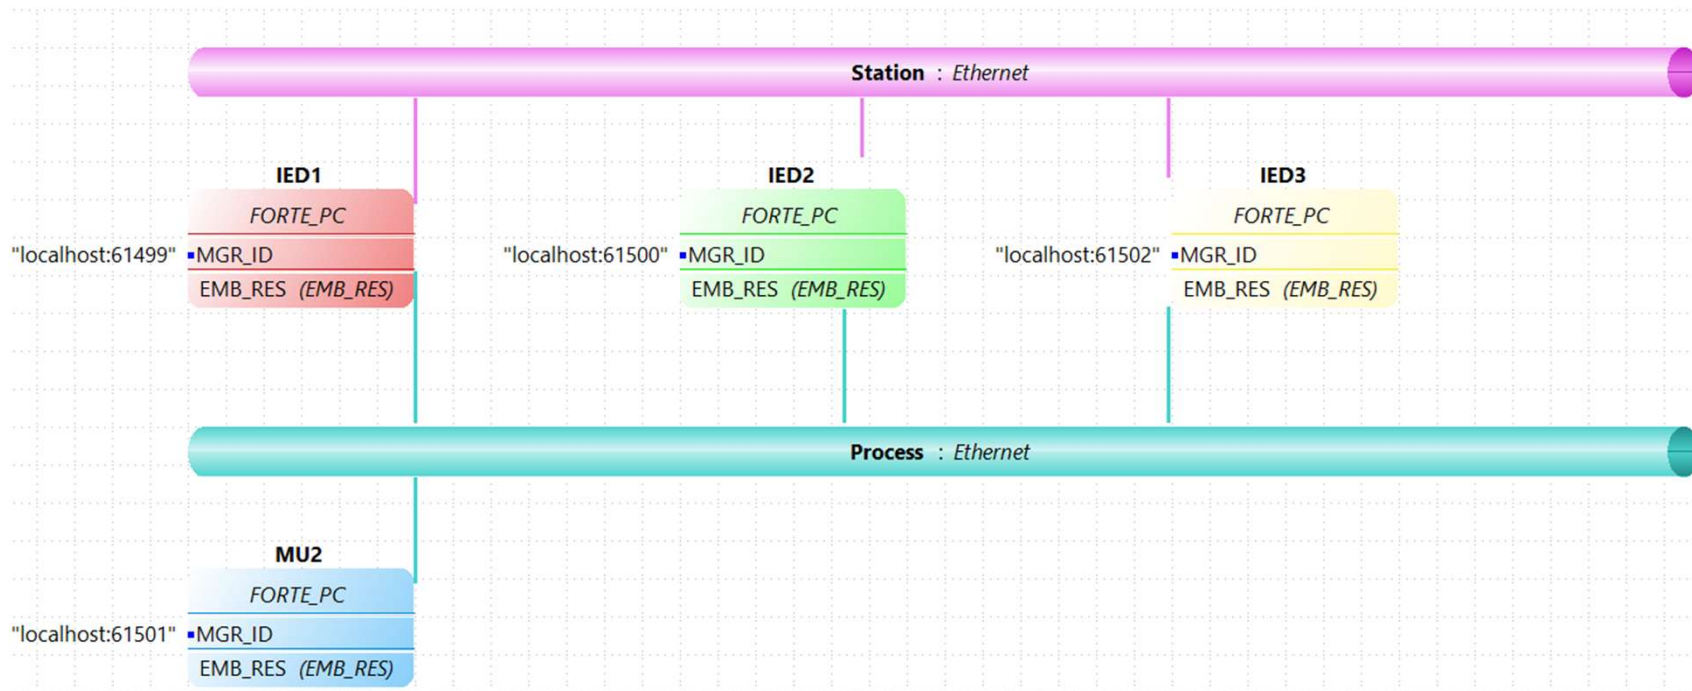 Station : Ethernet
IED1
FORTE_PC
"localhost:61499" MGR_ID
EMB_RES (EMB_RES)
IED2
FORTE_PC
"localhost:61500" MGR_ID
EMB_RES (EMB_RES)
IED3
FORTE_PC
"localhost:61502" MGR_ID
EMB_RES (EMB_RES)
Process : Ethernet
MU2
FORTE_PC
"localhost:61501" MGR_ID
EMB_RES (EMB_RES)